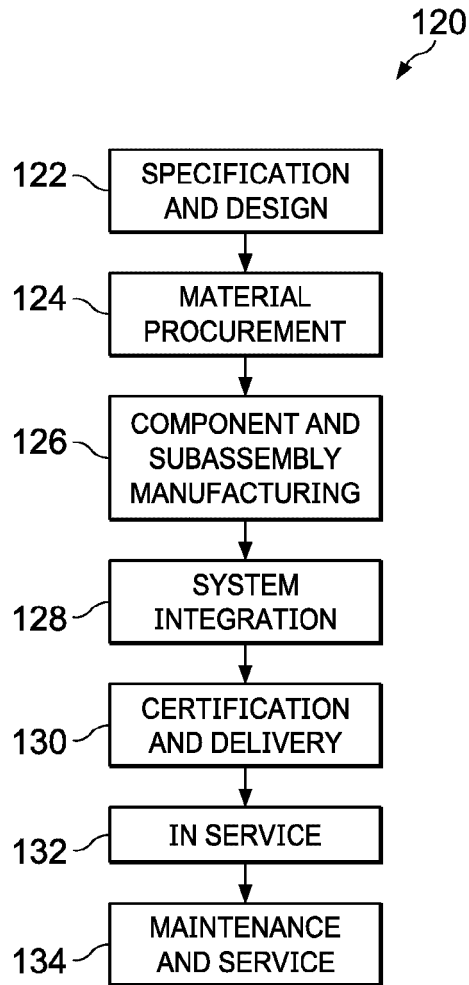 120
122
SPECIFICATION
AND DESIGN
124
MATERIAL
PROCUREMENT
126
COMPONENT AND
SUBASSEMBLY
MANUFACTURING
128
SYSTEM
INTEGRATION
130
CERTIFICATION
AND DELIVERY
132
IN SERVICE
134
MAINTENANCE
AND SERVICE